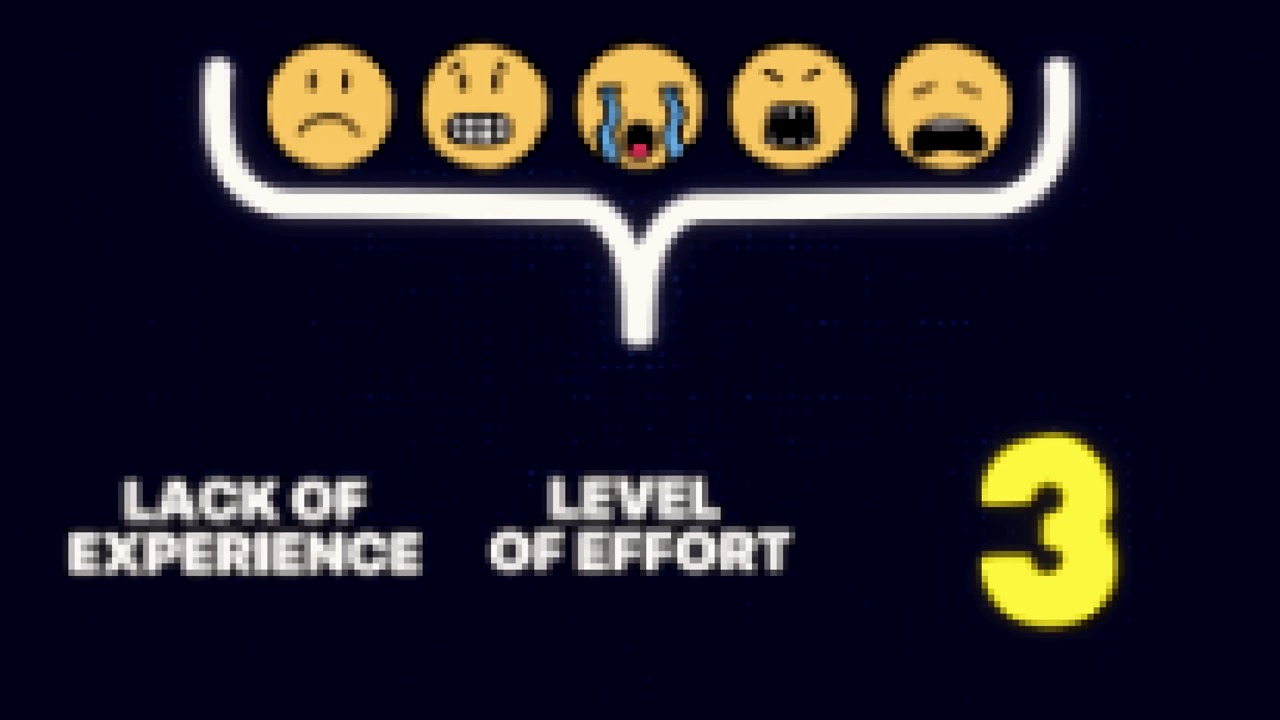 LACK OF
EXPERIENCE
LEVEL
OF EFFORT
3